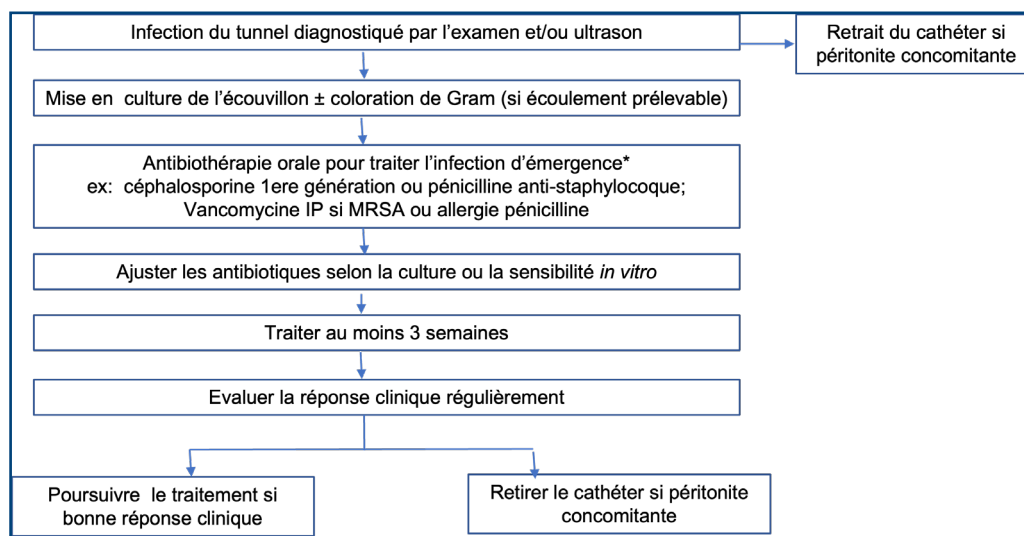 Infection du tunnel diagnostiqué par l'examen et/ou ultrason
Retrait du cathéter si
péritonite concomitante
Mise en culture de l'écouvillon ± coloration de Gram (si écoulement prélevable)
Antibiothérapie orale pour traiter l'infection d'émergence*
ex: céphalosporine 1ere génération ou pénicilline anti-staphylocoque;
Vancomycine IP si MRSA ou allergie pénicilline
Ajuster les antibiotiques selon la culture ou la sensibilité in vitro
Traiter au moins 3 semaines
Evaluer la réponse clinique régulièrement
Poursuivre le traitement si
bonne réponse clinique
Retirer le cathéter si péritonite
concomitante